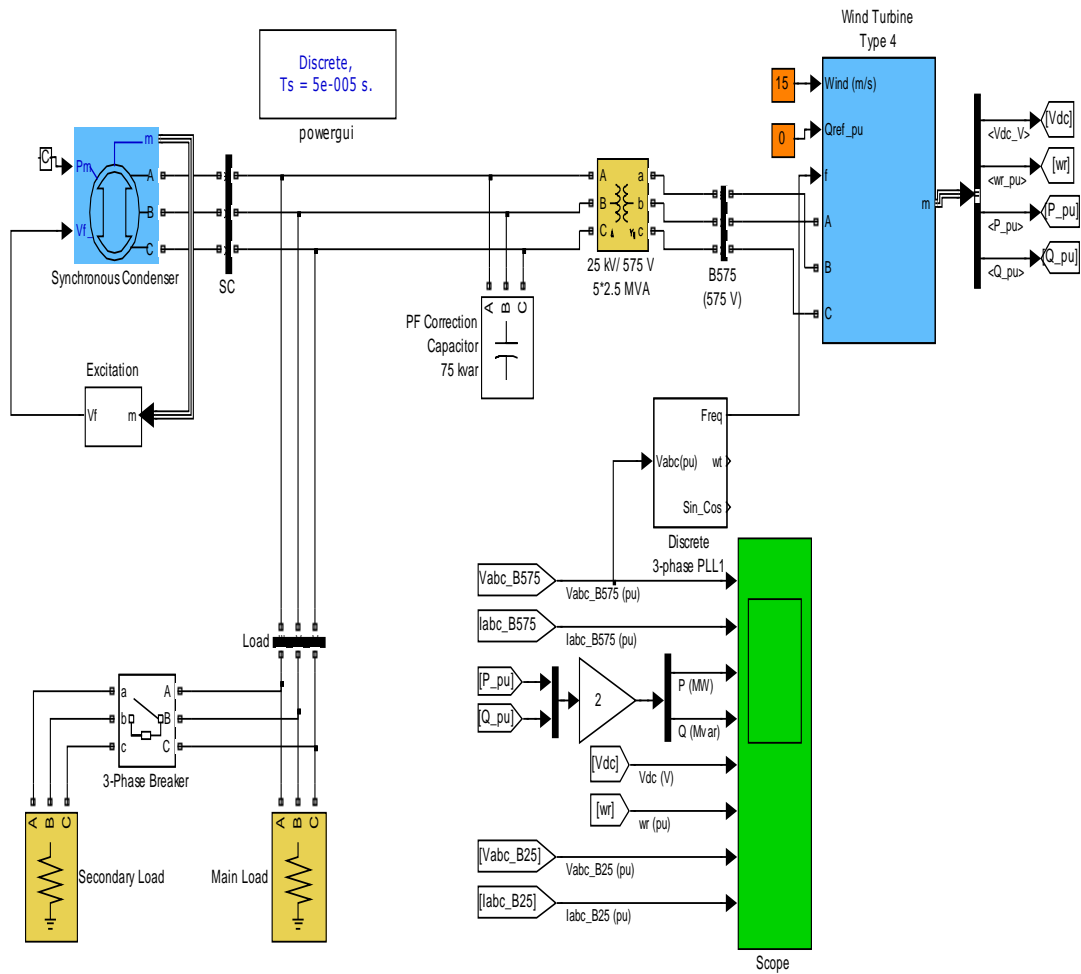 Wind Turbine
Type 4
Discrete,
Ts = 5e-005 s.
powergui
15
Wind (m/s)
0
Qref_pu
f
A
B
C
m
[Vdc]
<Vdc_V>
[wr]
<wr_pu>
[P_pu]
<P_pu>
[Q_pu]
<Q_pu>
C
m
Pm
A
B
Vf_
C
Synchronous Condenser
SC
A
B
C
a
b
c
25 kV/ 575 V
5*2.5 MVA
B575
(575 V)
A
B
C
PF Correction
Capacitor
75 kvar
Excitation
Vf
m
Freq
Vabc(pu)
wt
Sin_Cos
Discrete
3-phase PLL1
Vabc_B575
Vabc_B575 (pu)
Iabc_B575
Iabc_B575 (pu)
[P_pu]
[Q_pu]
2
P (MW)
Q (Mvar)
[Vdc]
Vdc (V)
[wr]
wr (pu)
[Vabc_B25]
Vabc_B25 (pu)
[Iabc_B25]
Iabc_B25 (pu)
Scope
Load
a
A
b
B
c
C
3-Phase Breaker
A
B
C
Secondary Load
A
B
C
Main Load